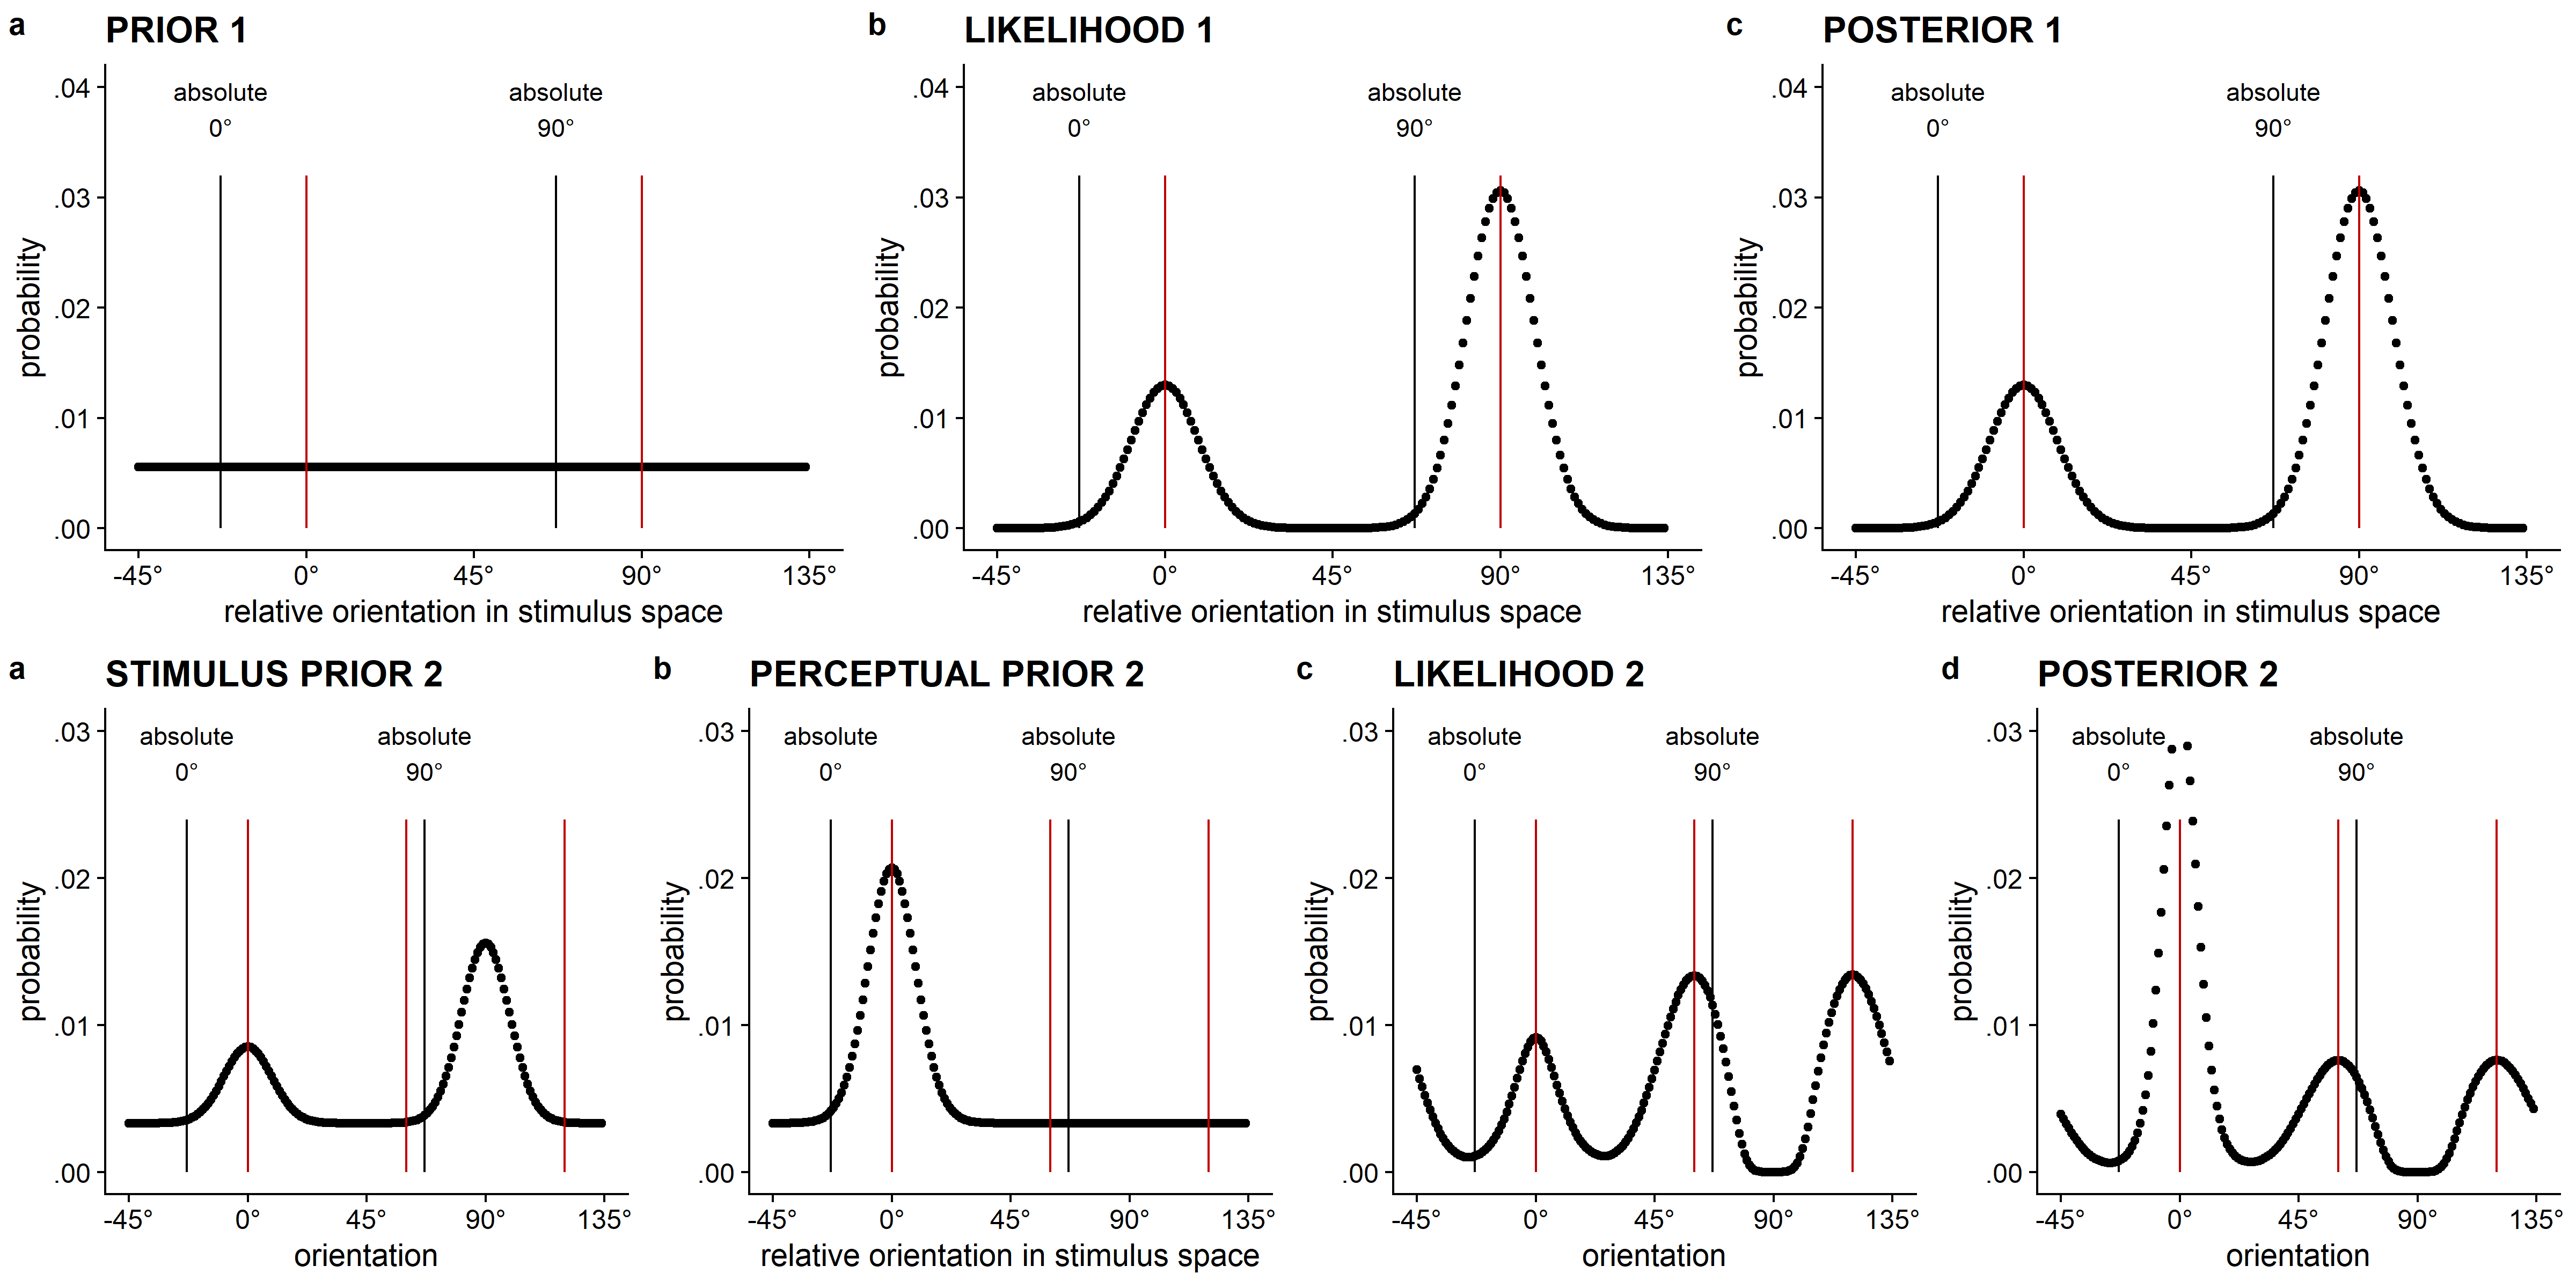 a PRIOR 1
.04
.03
.02
.01
.00
probability
absolute
0°
absolute
90°
-45° 0° 45° 90° 135°
relative orientation in stimulus space
b LIKELIHOOD 1
.04
.03
.02
.01
.00
probability
absolute
0°
absolute
90°
-45° 0° 45° 90° 135°
relative orientation in stimulus space
c POSTERIOR 1
.04
.03
.02
.01
.00
probability
absolute
0°
absolute
90°
-45° 0° 45° 90° 135°
relative orientation in stimulus space
a STIMULUS PRIOR 2
.03
.02
.01
.00
probability
absolute
0°
absolute
90°
-45° 0° 45° 90° 135°
orientation
b PERCEPTUAL PRIOR 2
.03
.02
.01
.00
probability
absolute
0°
absolute
90°
-45° 0° 45° 90° 135°
relative orientation in stimulus space
c LIKELIHOOD 2
.03
.02
.01
.00
probability
absolute
0°
absolute
90°
-45° 0° 45° 90° 135°
orientation
d POSTERIOR 2
.03
.02
.01
.00
probability
absolute
0°
absolute
90°
-45° 0° 45° 90° 135°
orientation